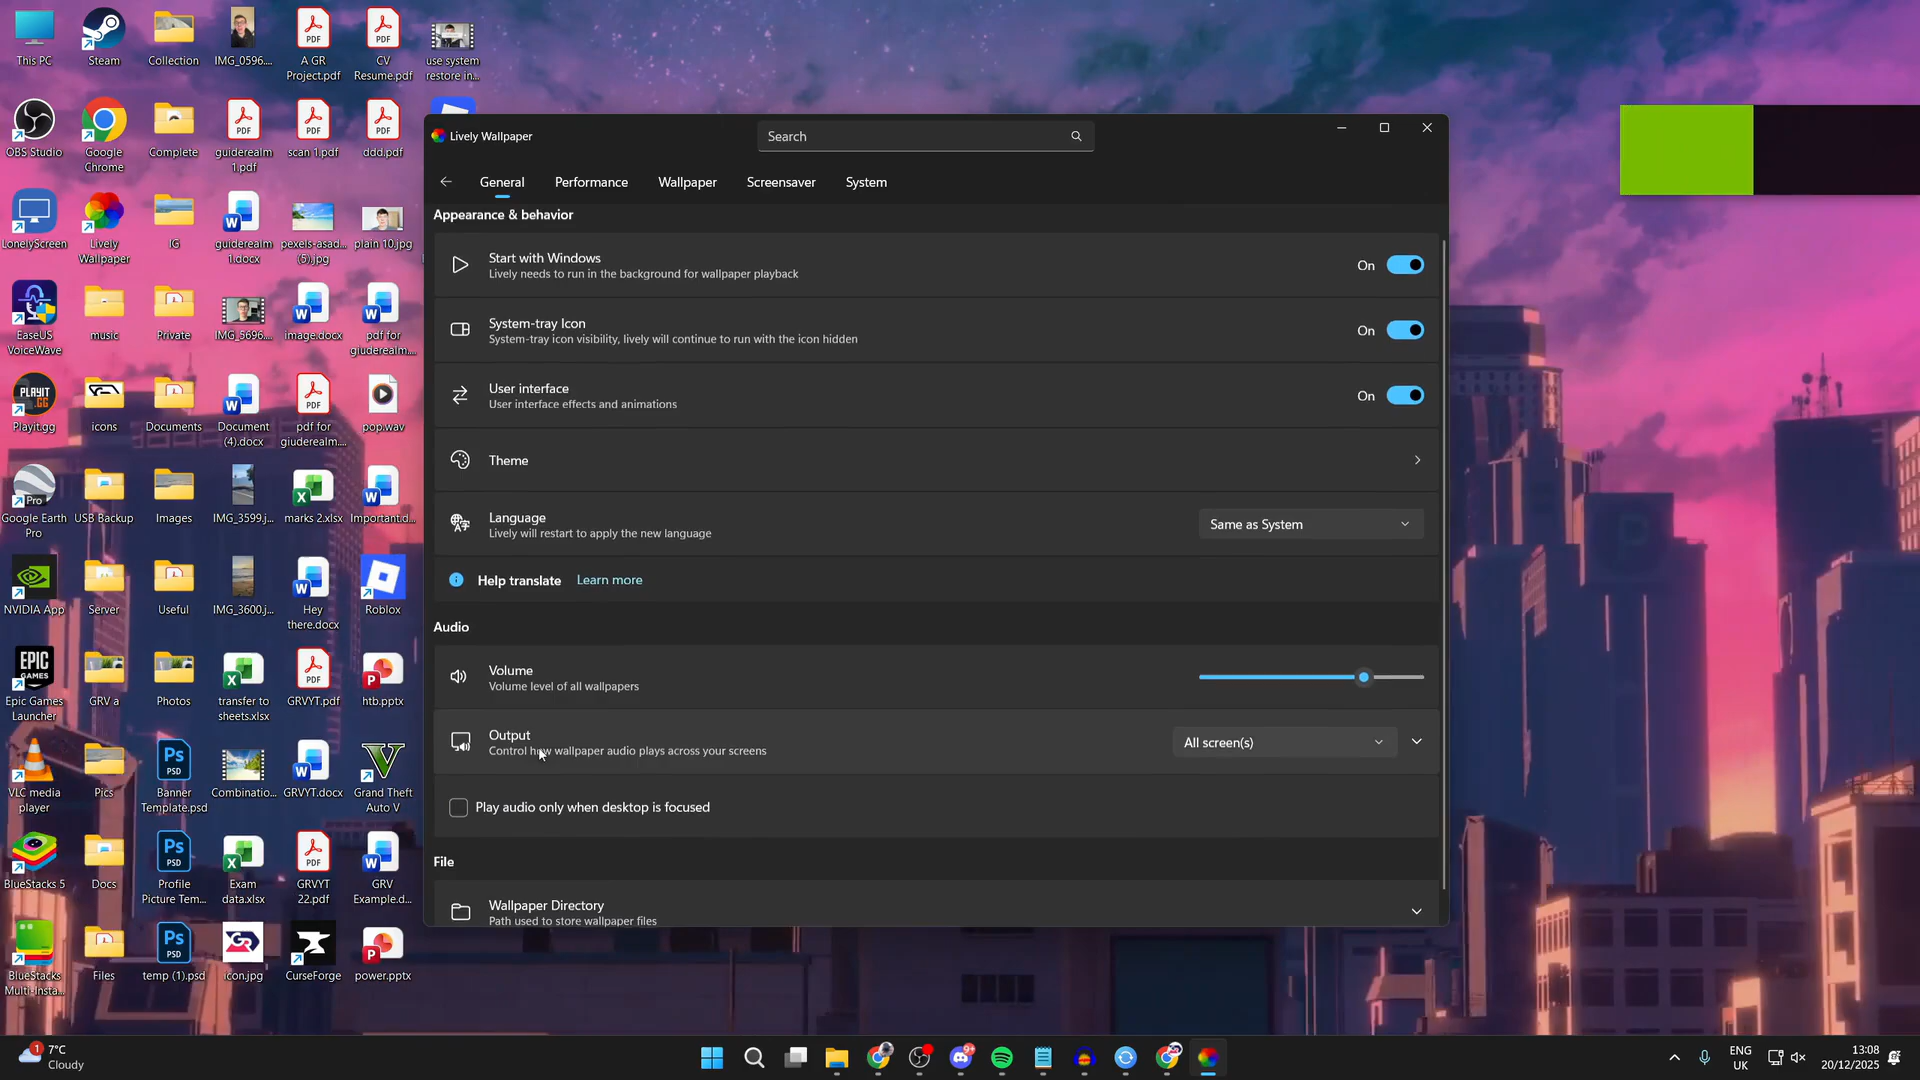 This PC
Steam
Collection
IMG_0596....
A GR
Project.pdf
CV
Resume.pdf
use system
restore in...
OBS Studio
Google
Chrome
Complete
guiderealm
1.pdf
scan 1.pdf
ddd.pdf
LonelyScreen
Lively
Wallpaper
IG
guiderealm
1.docx
pexels-asad...
(5).jpg
plain 10.jpg
EaseUS
VoiceWave
music
Private
IMG_5696....
image.docx
pdf for
giuderealm....
PLAYIT
.GG
Playit.gg
icons
Documents
Document
(4).docx
pdf for
giuderealm....
pop.wav
Pro
Google Earth
Pro
USB Backup
Images
IMG_3599.j...
marks 2.xlsx
Important.d...
NVIDIA App
Server
Useful
IMG_3600.j...
Hey
there.docx
Roblox
EPIC
GAMES
Epic Games
Launcher
GRV a
Photos
transfer to
sheets.xlsx
GRVYT.pdf
htb.pptx
VLC media
player
Pics
Banner
Template.psd
Combinatio...
GRVYT.docx
Grand Theft
Auto V
BlueStacks 5
Docs
Profile
Picture Tem...
Exam
data.xlsx
GRVYT
22.pdf
GRV
Example.d...
BlueStacks
Multi-Insta...
Files
temp (1).psd
icon.jpg
CurseForge
power.pptx
Lively Wallpaper
Search
General
Performance
Wallpaper
Screensaver
System
Appearance & behavior
Start with Windows
Lively needs to run in the background for wallpaper playback
On
System-tray Icon
System-tray icon visibility, lively will continue to run with the icon hidden
On
User interface
User interface effects and animations
On
Theme
Language
Lively will restart to apply the new language
Same as System
Help translate Learn more
Audio
Volume
Volume level of all wallpapers
Output
Control how wallpaper audio plays across your screens
All screen(s)
Play audio only when desktop is focused
File
Wallpaper Directory
Path used to store wallpaper files
1
7°C
Cloudy
9+
ENG
UK
13:08
20/12/2025